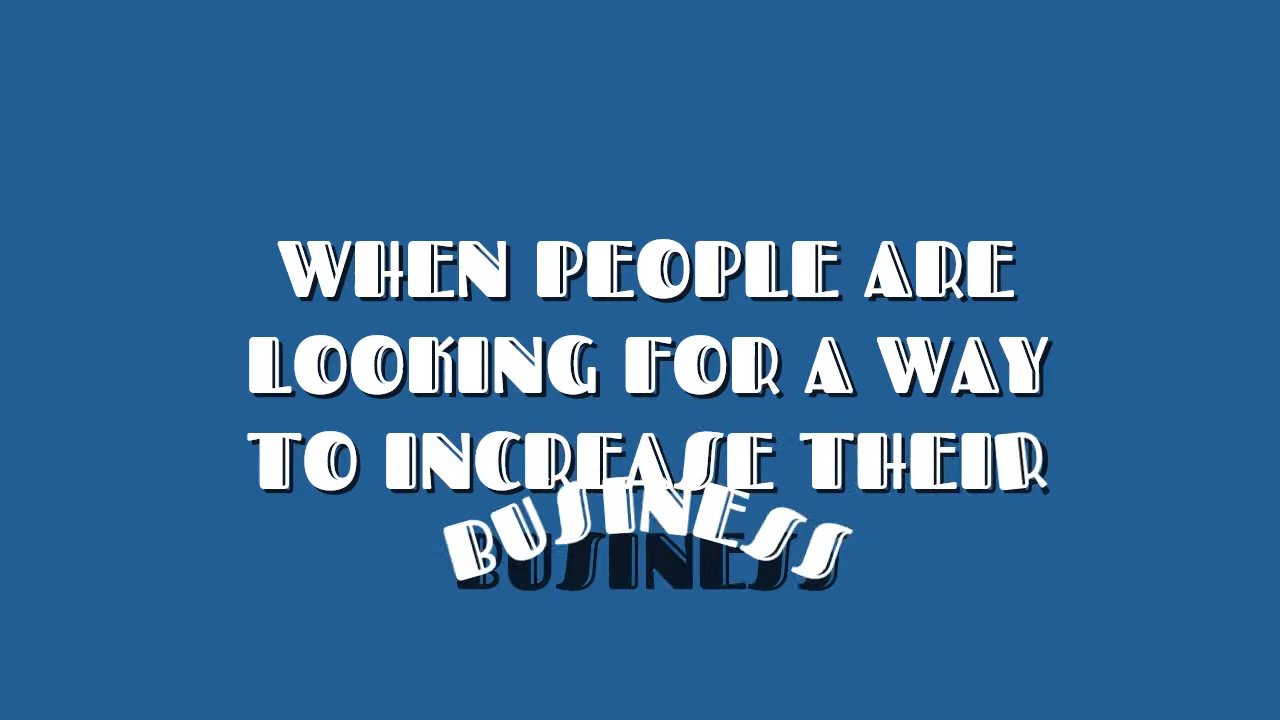 WHEN PEOPLE ARE
LOOKING FOR A WAY
TO INCREASE THEIR
BUSINESS